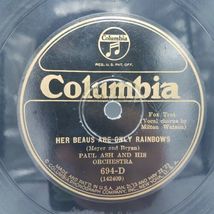 Columbia
REG. U.S. PAT. OFF.
Columbia
Fox Trot
(Vocal chorus by
Milton Watson)
HER BEAUS ARE ONLY RAINBOWS
(Meyer and Bryan)
PAUL ASH AND HIS
ORCHESTRA
694-D
(142400)